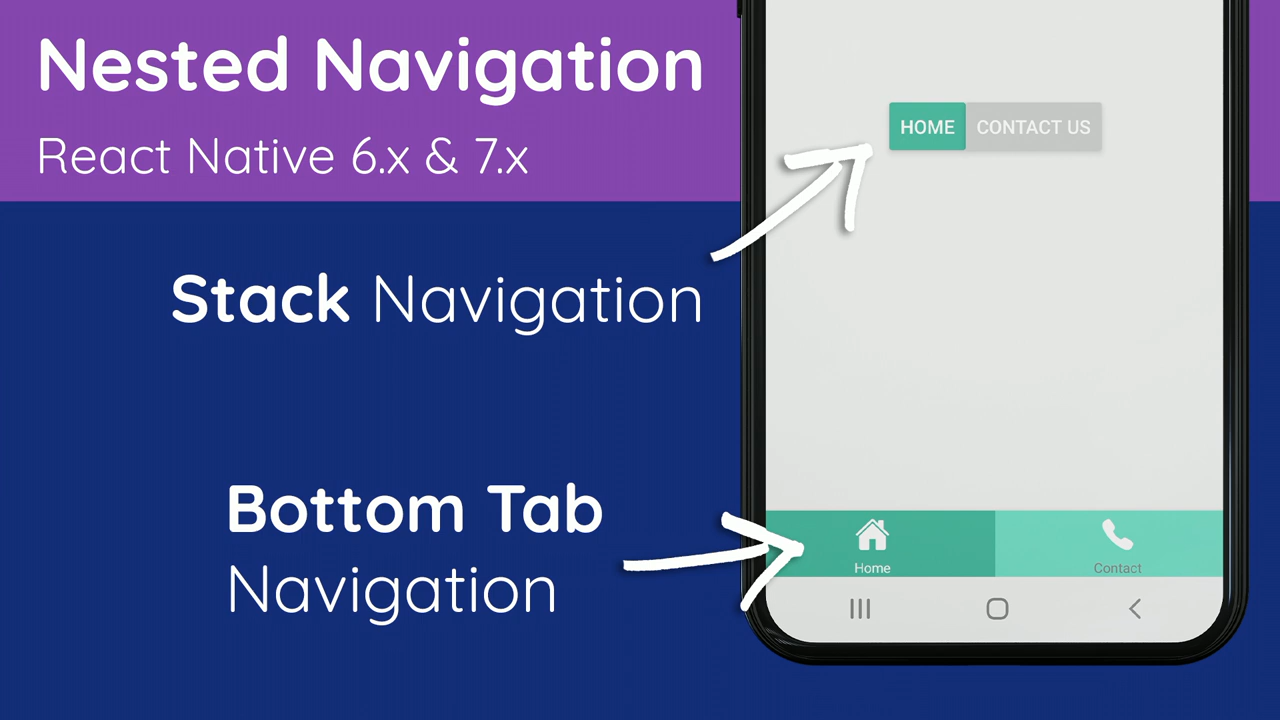 Nested Navigation
React Native 6.x & 7.x
HOME CONTACT US
Stack Navigation
Bottom Tab
Navigation
Home Contact